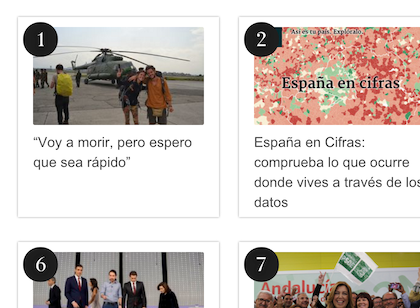 1
"Voy a morir, pero espero
que sea rápido"
2
Así es tu país. Explóralo.
España en cifras
España en Cifras:
comprueba lo que ocurre
donde vives a través de los
datos
6
7
Andalucía